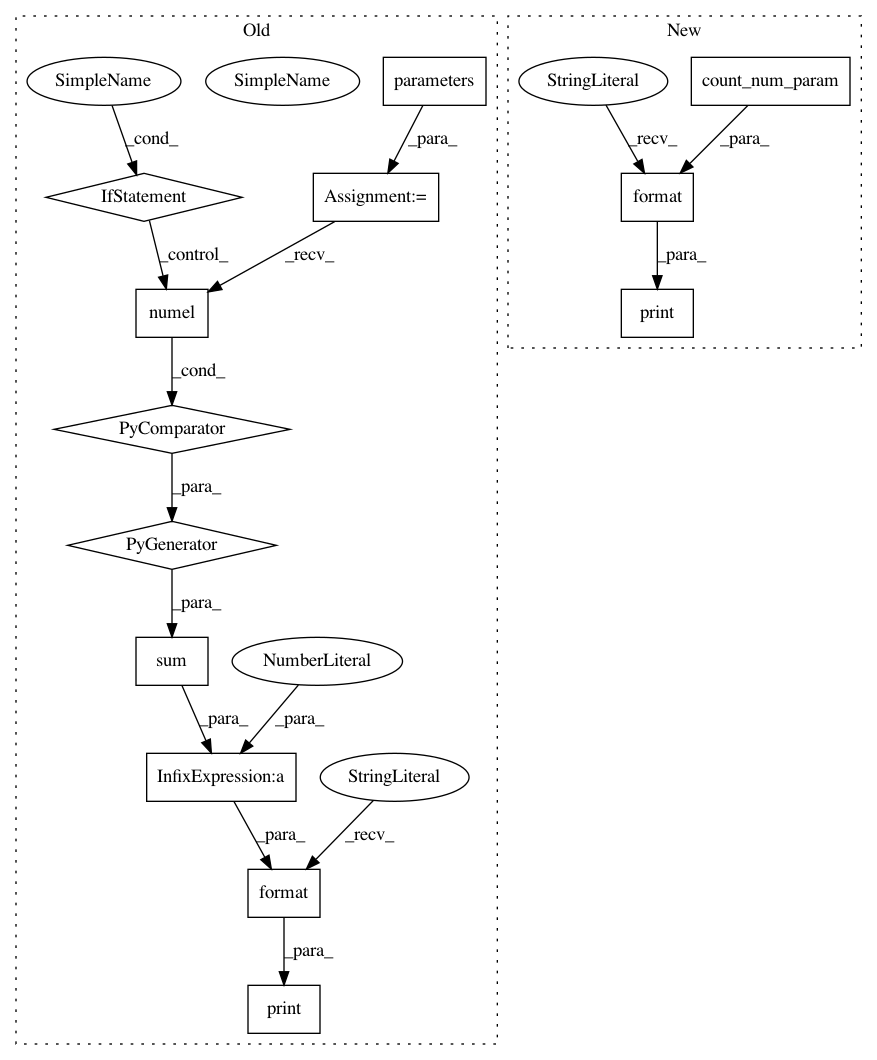 Old
New
SimpleName
SimpleName
parameters
StringLiteral
count_num_param
_cond_
_para_
_recv_
_para_
IfStatement
Assignment:=
format
_control_
_recv_
_para_
numel
print
_cond_
PyComparator
_para_
PyGenerator
_para_
sum
NumberLiteral
_para_
_para_
InfixExpression:a
StringLiteral
_para_
_recv_
format
_para_
print